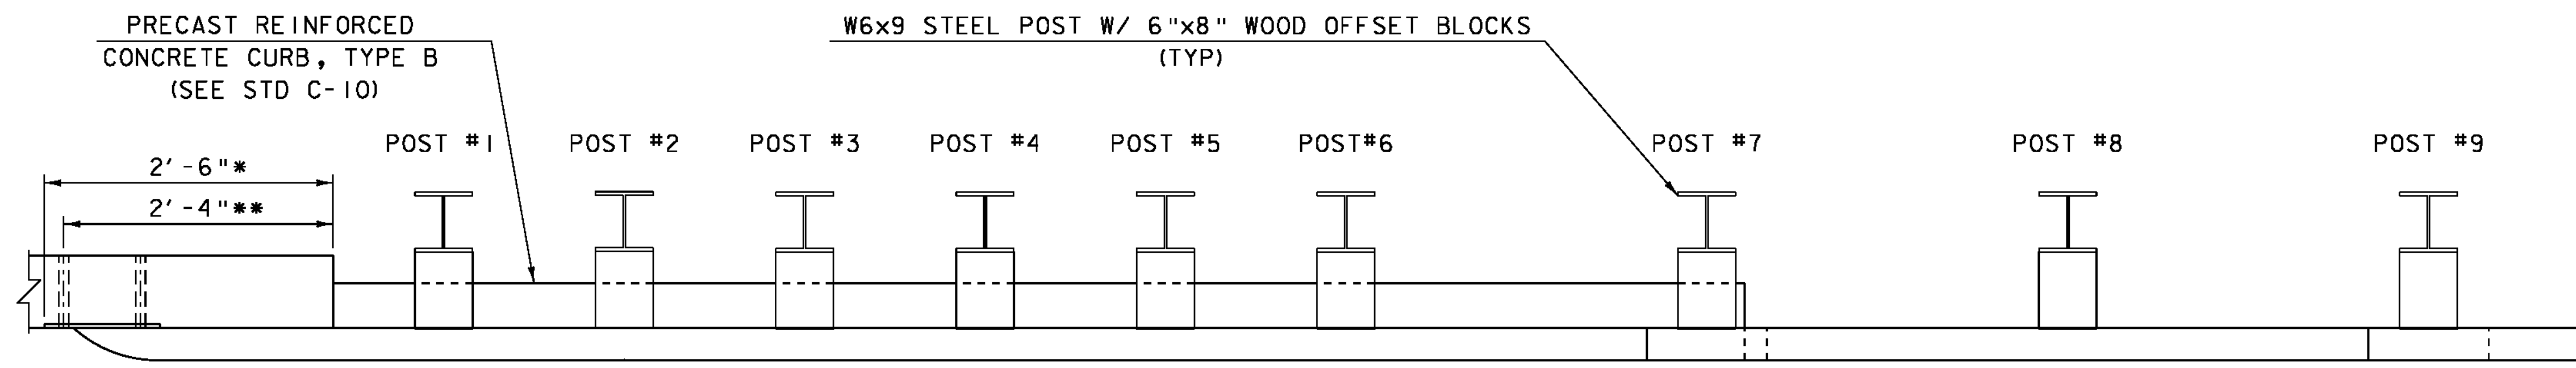 PRECAST REINFORCED
CONCRETE CURB, TYPE B
(SEE STD C-10)
W6x9 STEEL POST W/ 6"x8" WOOD OFFSET BLOCKS
(TYP)
POST #1
POST #2
POST #3
POST #4
POST #5
POST#6
POST #7
POST #8
POST #9
2'-6"*
2'-4"**